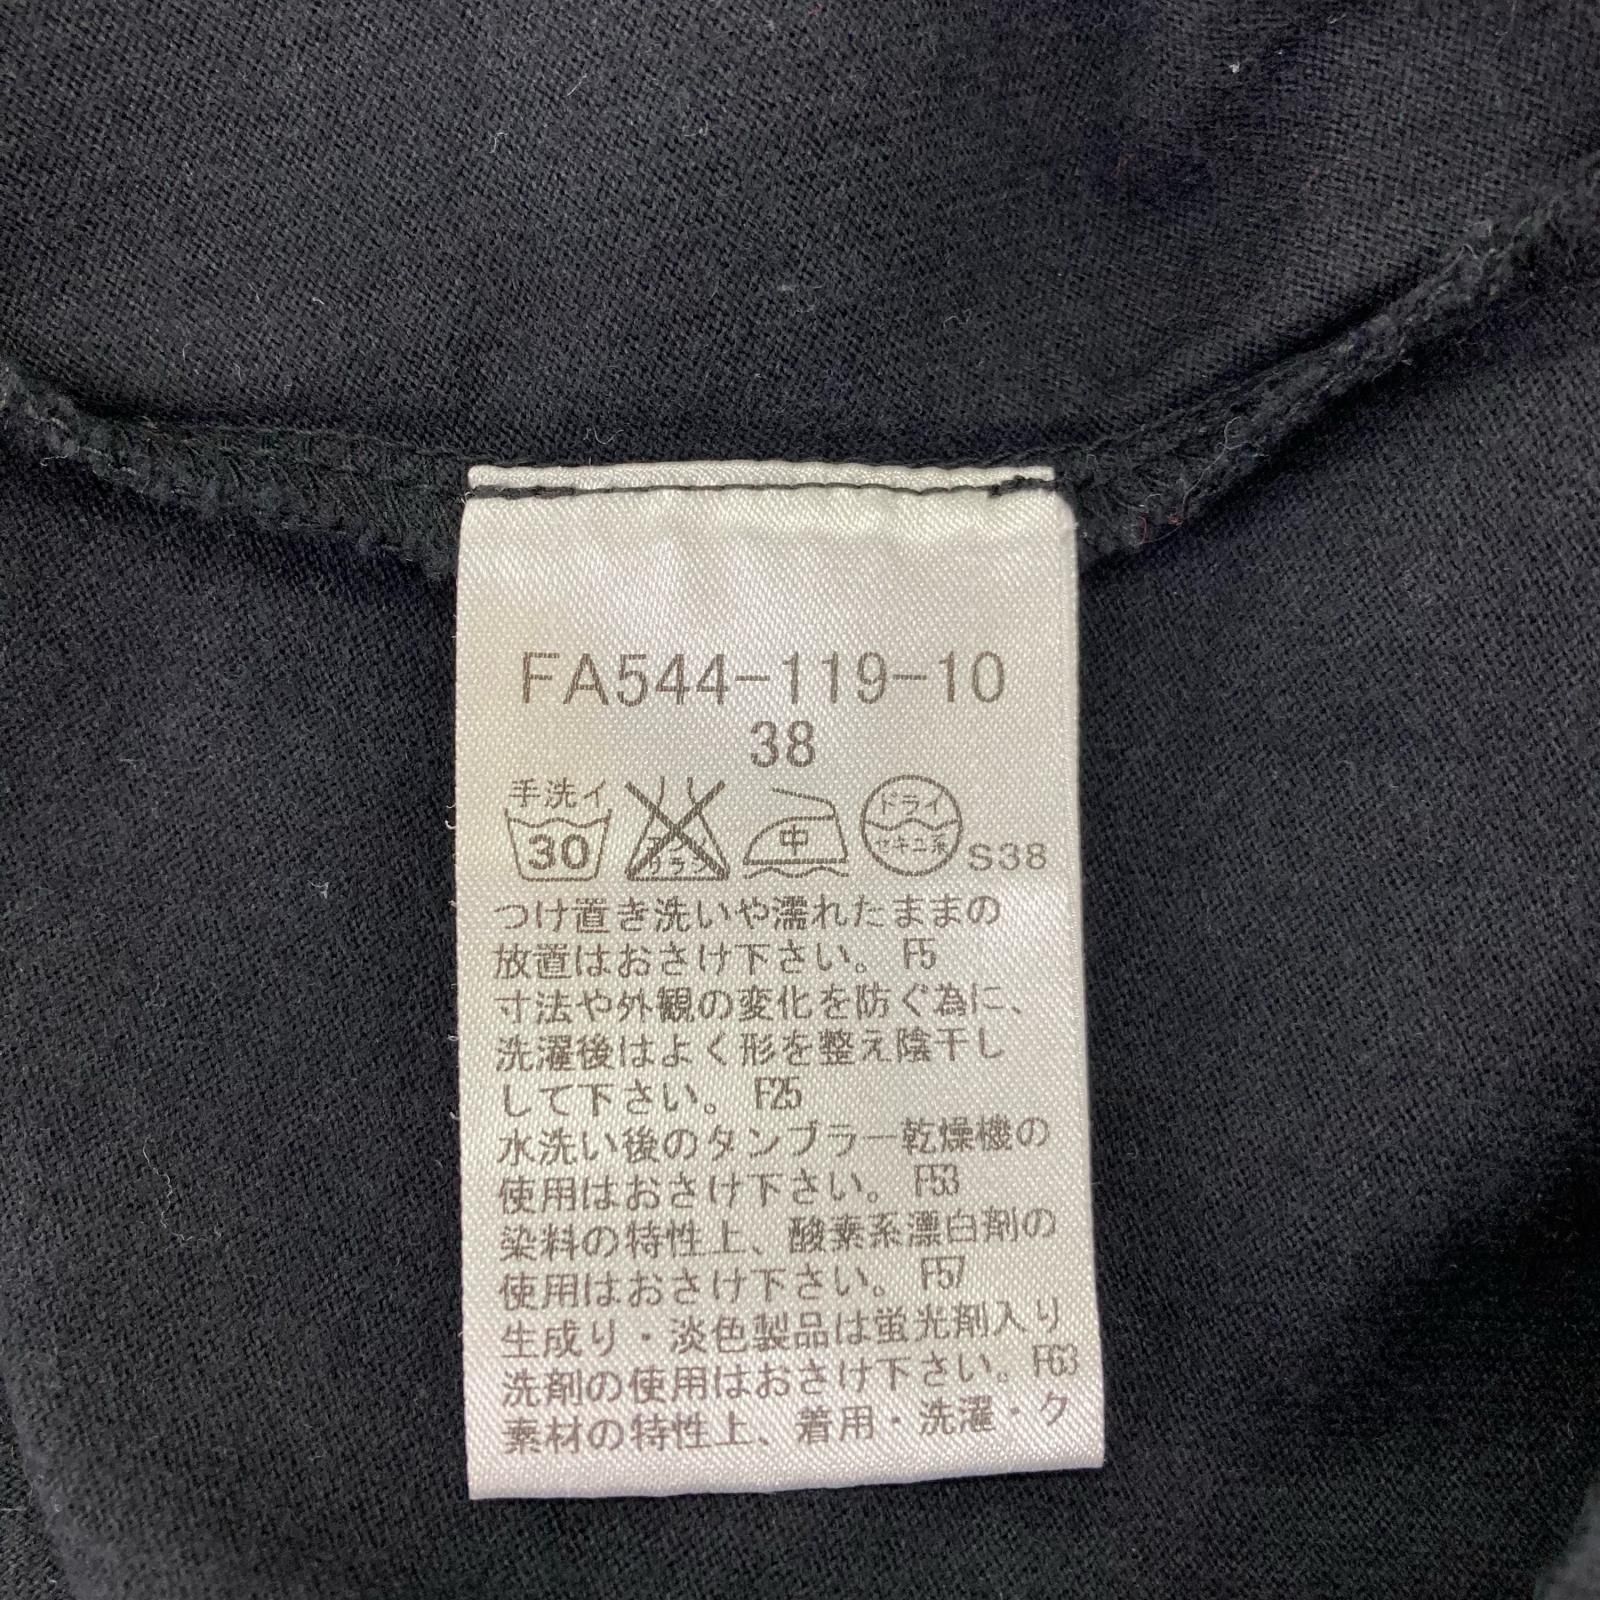 FA544-119-10
38
手洗イ
30
エンソ
サラシ
中
ドライ
セキユ系
S38
つけ置き洗いや濡れたままの
放置はおさけ下さい。 F5
寸法や外観の変化を防ぐ為に、
洗濯後はよく形を整え陰干し
して下さい。 F25
水洗い後のタンブラー乾燥機の
使用はおさけ下さい。 F53
染料の特性上、酸素系漂白剤の
使用はおさけ下さい。 F57
生成り・淡色製品は蛍光剤入り
洗剤の使用はおさけ下さい。F63
素材の特性上、着用・洗濯・ク